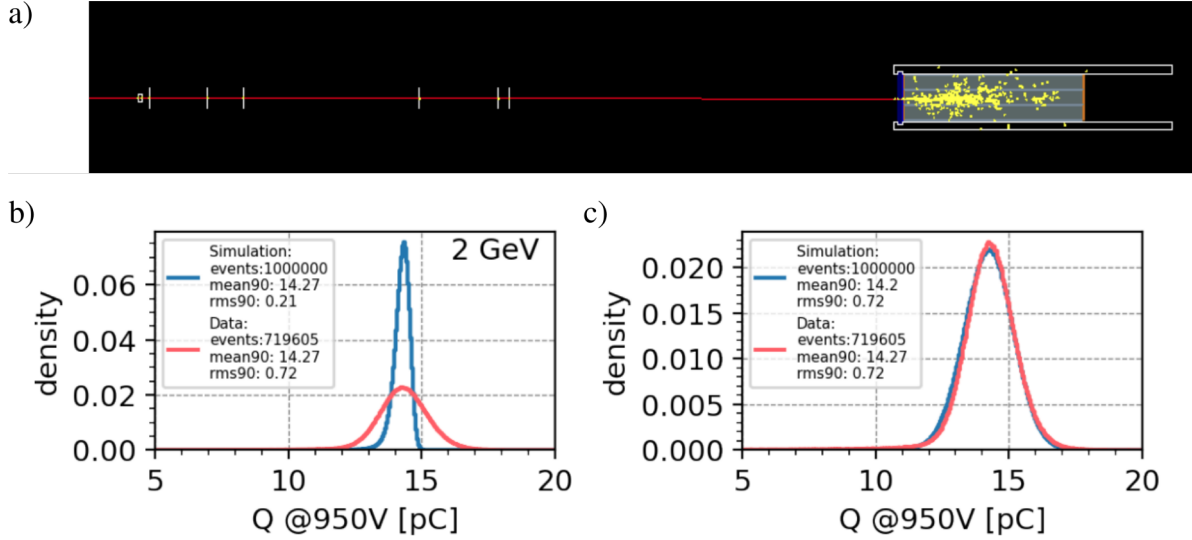 a)
b)
c)
2 GeV
Simulation:
events:1000000
mean90: 14.27
rms90: 0.21
Data:
events:719605
mean90: 14.27
rms90: 0.72
density
0.06
0.04
0.02
0.00
5
10
15
20
Q @950V [pC]
Simulation:
events:1000000
mean90: 14.2
rms90: 0.72
Data:
events:719605
mean90: 14.27
rms90: 0.72
density
0.020
0.015
0.010
0.005
0.000
5
10
15
20
Q @950V [pC]